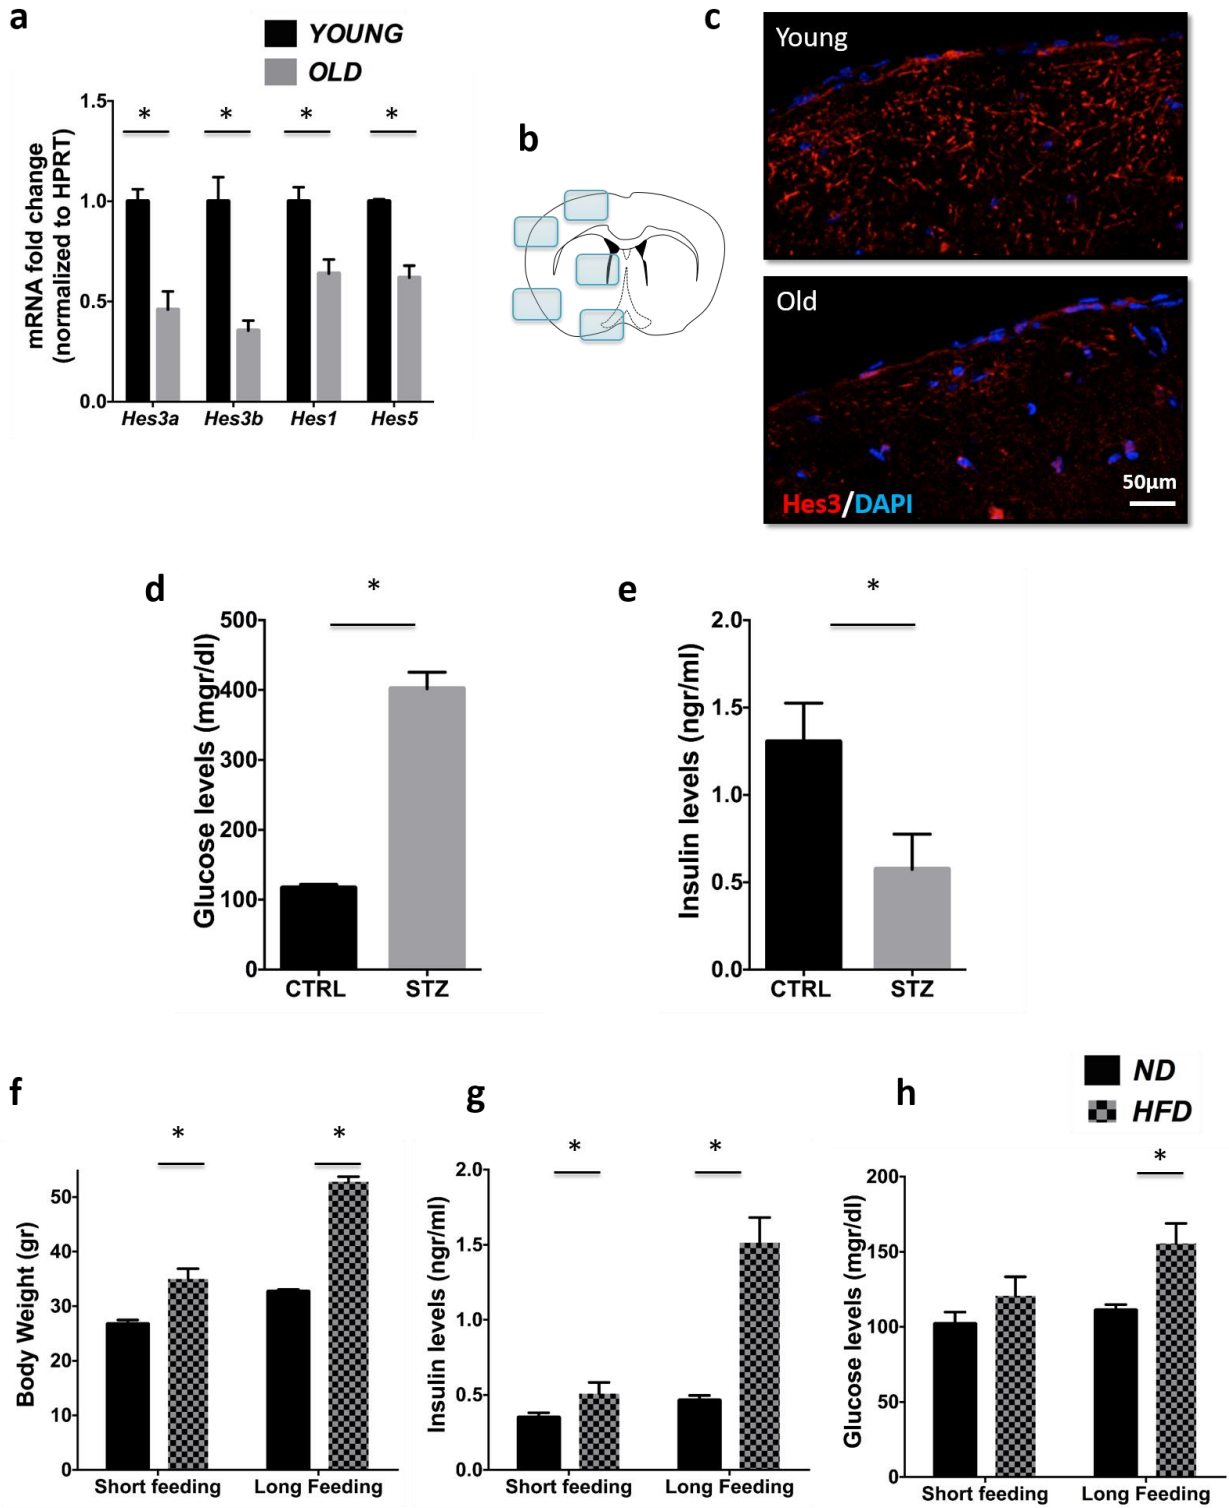 a
YOUNG
OLD
mRNA fold change
(normalized to HPRT)
1.5
1.0
0.5
0.0
* * * *
Hes3a Hes3b Hes1 Hes5
b
c
Young
Old
50μm
Hes3/DAPI
d
*
Glucose levels (mgr/dl)
500
400
300
200
100
0
CTRL STZ
e
*
Insulin levels (ngr/ml)
2.0
1.5
1.0
0.5
0.0
CTRL STZ
f
* *
Body Weight (gr)
50
40
30
20
10
0
Short feeding Long Feeding
g
* *
Insulin levels (ngr/ml)
2.0
1.5
1.0
0.5
0.0
Short feeding Long Feeding
h
ND
HFD
*
Glucose levels (mgr/dl)
200
150
100
50
0
Short feeding Long Feeding